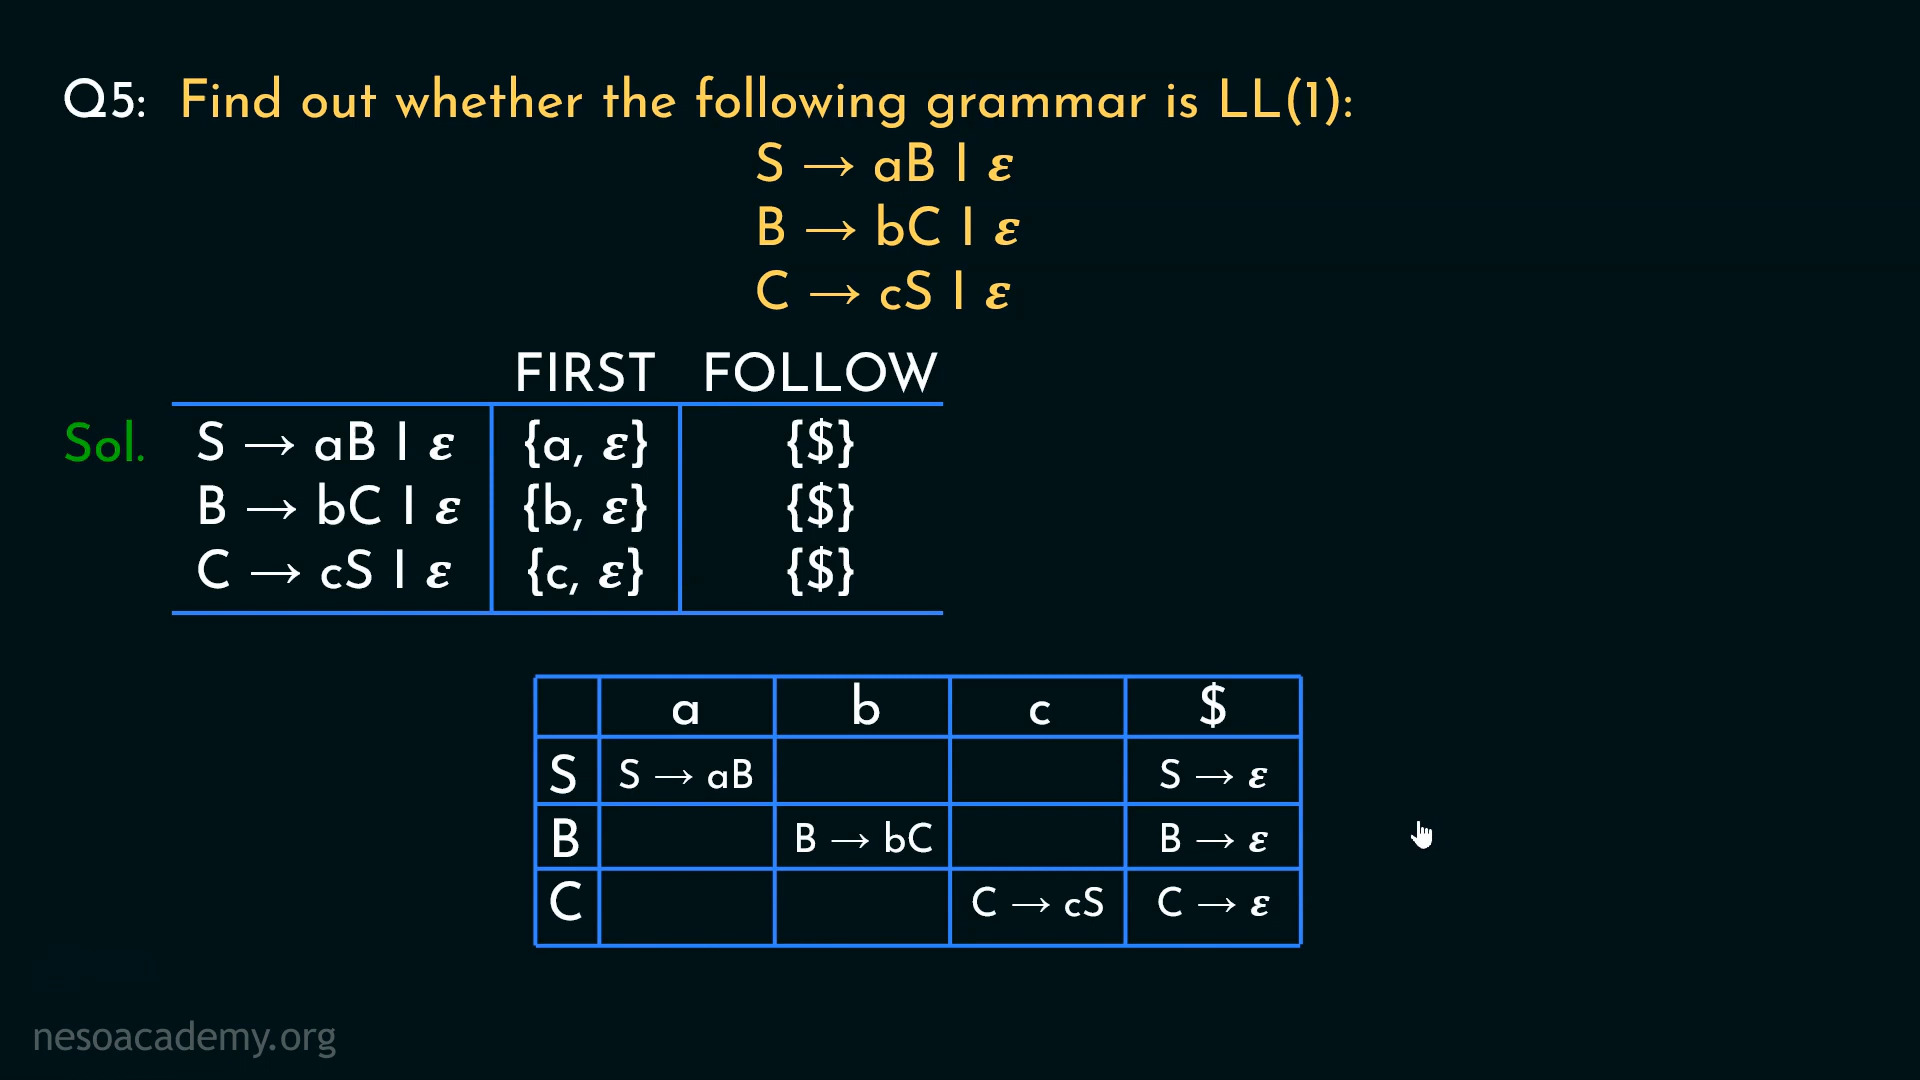 Q5: Find out whether the following grammar is LL(1):
S → aB | ε
B → bC | ε
C → cS | ε
FIRST FOLLOW
Sol. S → aB | ε {a, ε} {$}
B → bC | ε {b, ε} {$}
C → cS | ε {c, ε} {$}
a b c $
S S → aB S → ε
B B → bC B → ε
C C → cS C → ε
nesoacademy.org